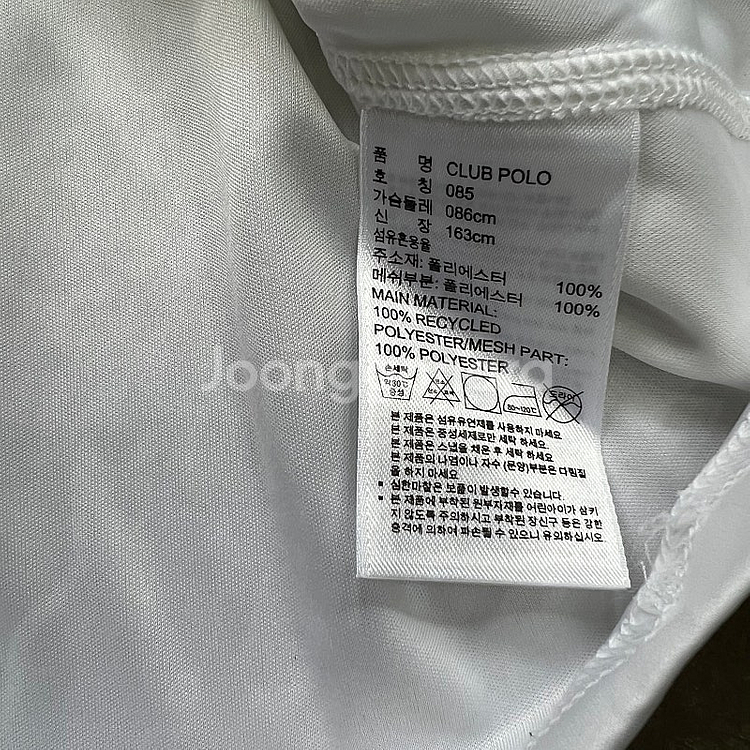 품 명 CLUB POLO
호 칭 085
가슴둘레 086cm
신 장 163cm
섬유혼용율
주소재: 폴리에스터 100%
메쉬부분: 폴리에스터 100%
MAIN MATERIAL:
100% RECYCLED
POLYESTER/MESH PART:
100% POLYESTER
손세탁
약30℃
중성
80~120℃
드라이
본 제품은 섬유유연제를 사용하지 마세요
본 제품은 중성세제로만 세탁 하세요
본 제품은 스냅을 채운 후 세탁 하세요
본 제품의 나염이나 자수 (문양)부분은 다림질
을 하지 마세요
▪ 심한마찰은 보풀이 발생할수 있습니다.
▪ 본 제품에 부착된 원부자재를 어린아이가 삼키
지 않도록 주의하시고 부착된 장신구 등은 강한
충격에 의하여 파손될 수 있으니 유의하십시오